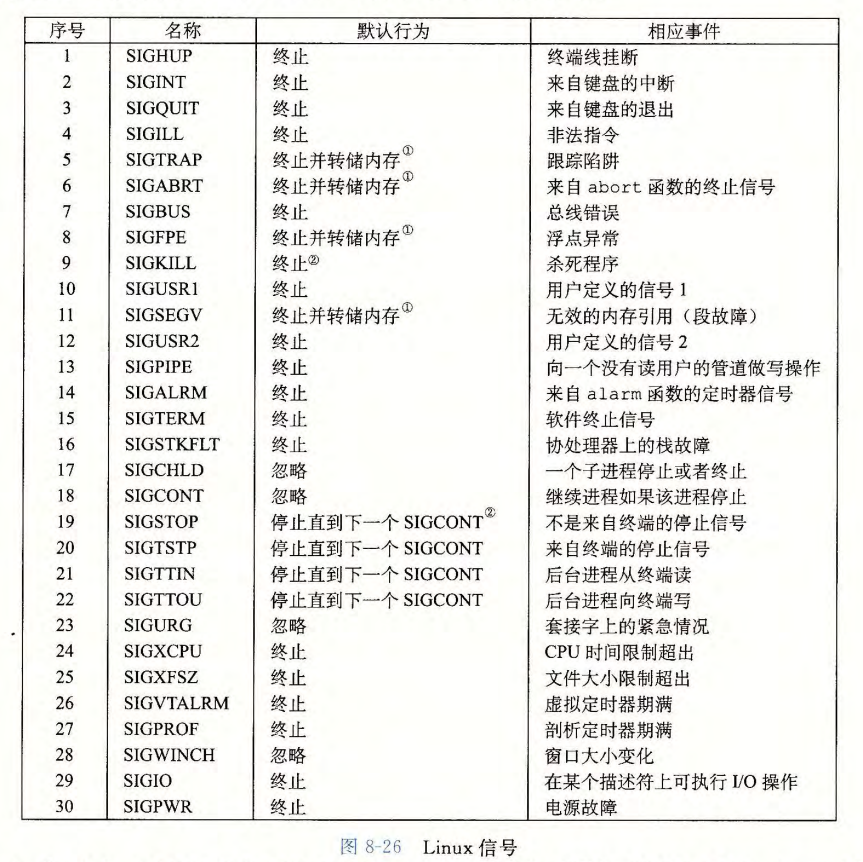 序号 名称 默认行为 相应事件
1 SIGHUP 终止 终端线挂断
2 SIGINT 终止 来自键盘的中断
3 SIGQUIT 终止 来自键盘的退出
4 SIGILL 终止 非法指令
5 SIGTRAP 终止并转储内存① 跟踪陷阱
6 SIGABRT 终止并转储内存① 来自 abort 函数的终止信号
7 SIGBUS 终止 总线错误
8 SIGFPE 终止并转储内存① 浮点异常
9 SIGKILL 终止② 杀死程序
10 SIGUSR1 终止 用户定义的信号 1
11 SIGSEGV 终止并转储内存① 无效的内存引用（段故障）
12 SIGUSR2 终止 用户定义的信号 2
13 SIGPIPE 终止 向一个没有读用户的管道做写操作
14 SIGALRM 终止 来自 alarm 函数的定时器信号
15 SIGTERM 终止 软件终止信号
16 SIGSTKFLT 终止 协处理器上的栈故障
17 SIGCHLD 忽略 一个子进程停止或者终止
18 SIGCONT 忽略 继续进程如果该进程停止
19 SIGSTOP 停止直到下一个 SIGCONT② 不是来自终端的停止信号
20 SIGTSTP 停止直到下一个 SIGCONT 来自终端的停止信号
21 SIGTTIN 停止直到下一个 SIGCONT 后台进程从终端读
22 SIGTTOU 停止直到下一个 SIGCONT 后台进程向终端写
23 SIGURG 忽略 套接字上的紧急情况
24 SIGXCPU 终止 CPU 时间限制超出
25 SIGXFSZ 终止 文件大小限制超出
26 SIGVTALRM 终止 虚拟定时器期满
27 SIGPROF 终止 剖析定时器期满
28 SIGWINCH 忽略 窗口大小变化
29 SIGIO 终止 在某个描述符上可执行 I/O 操作
30 SIGPWR 终止 电源故障
图 8-26 Linux 信号